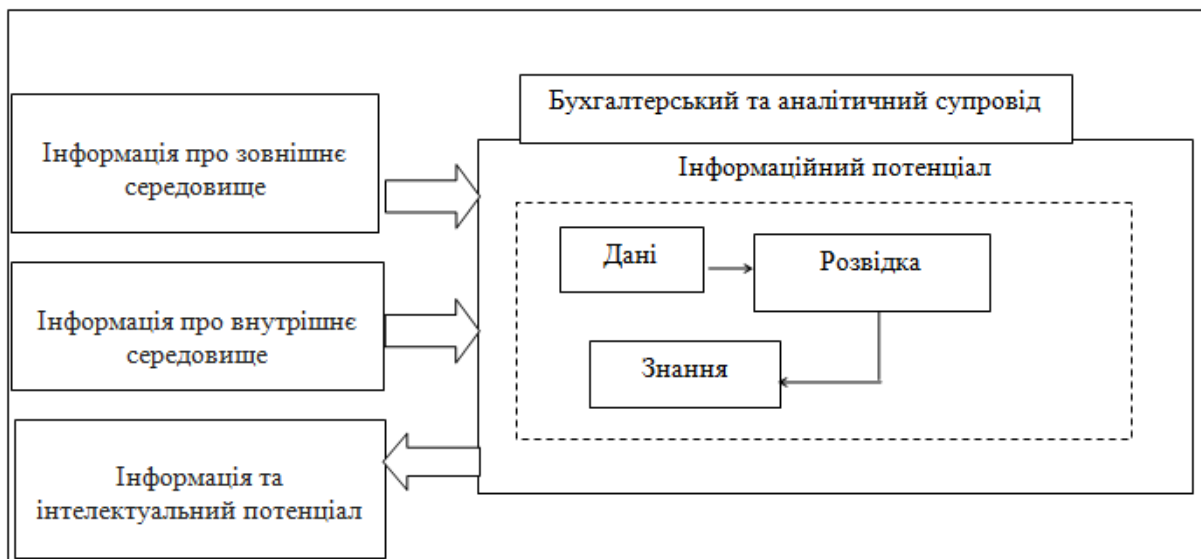 Інформація про зовнішнє
середовище
Інформація про внутрішнє
середовище
Інформація та
інтелектуальний потенціал
Бухгалтерський та аналітичний супровід
Інформаційний потенціал
Дані
Розвідка
Знання